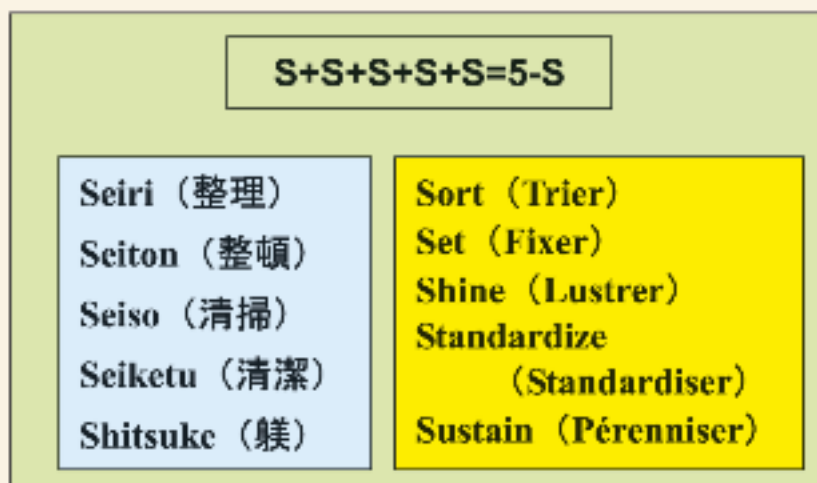 S+S+S+S+S=5-S
Seiri（整理）
Seiton（整頓）
Seiso（清掃）
Seiketu（清潔）
Shitsuke（躾）
Sort（Trier）
Set（Fixer）
Shine（Lustrer）
Standardize
（Standardiser）
Sustain（Pérenniser）